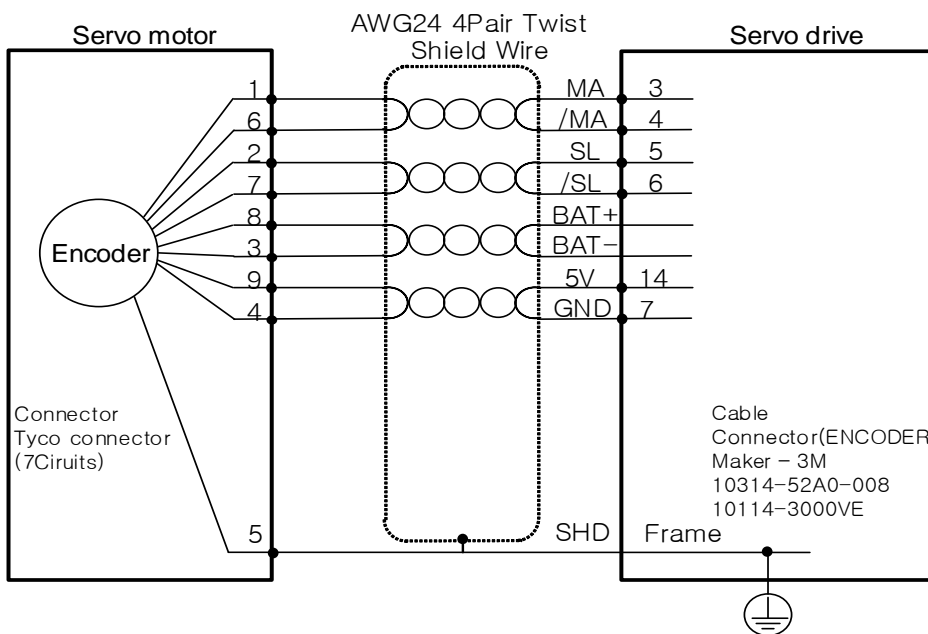 AWG24 4Pair Twist
Shield Wire
Servo motor
Servo drive
1 MA 3
6 /MA 4
2 SL 5
7 /SL 6
8 BAT+
Encoder
3 BAT-
9 5V 14
4 GND 7
Connector
Tyco connector
(7Ciruits)
Cable
Connector(ENCODER
Maker - 3M
10314-52A0-008
10114-3000VE
5 SHD Frame